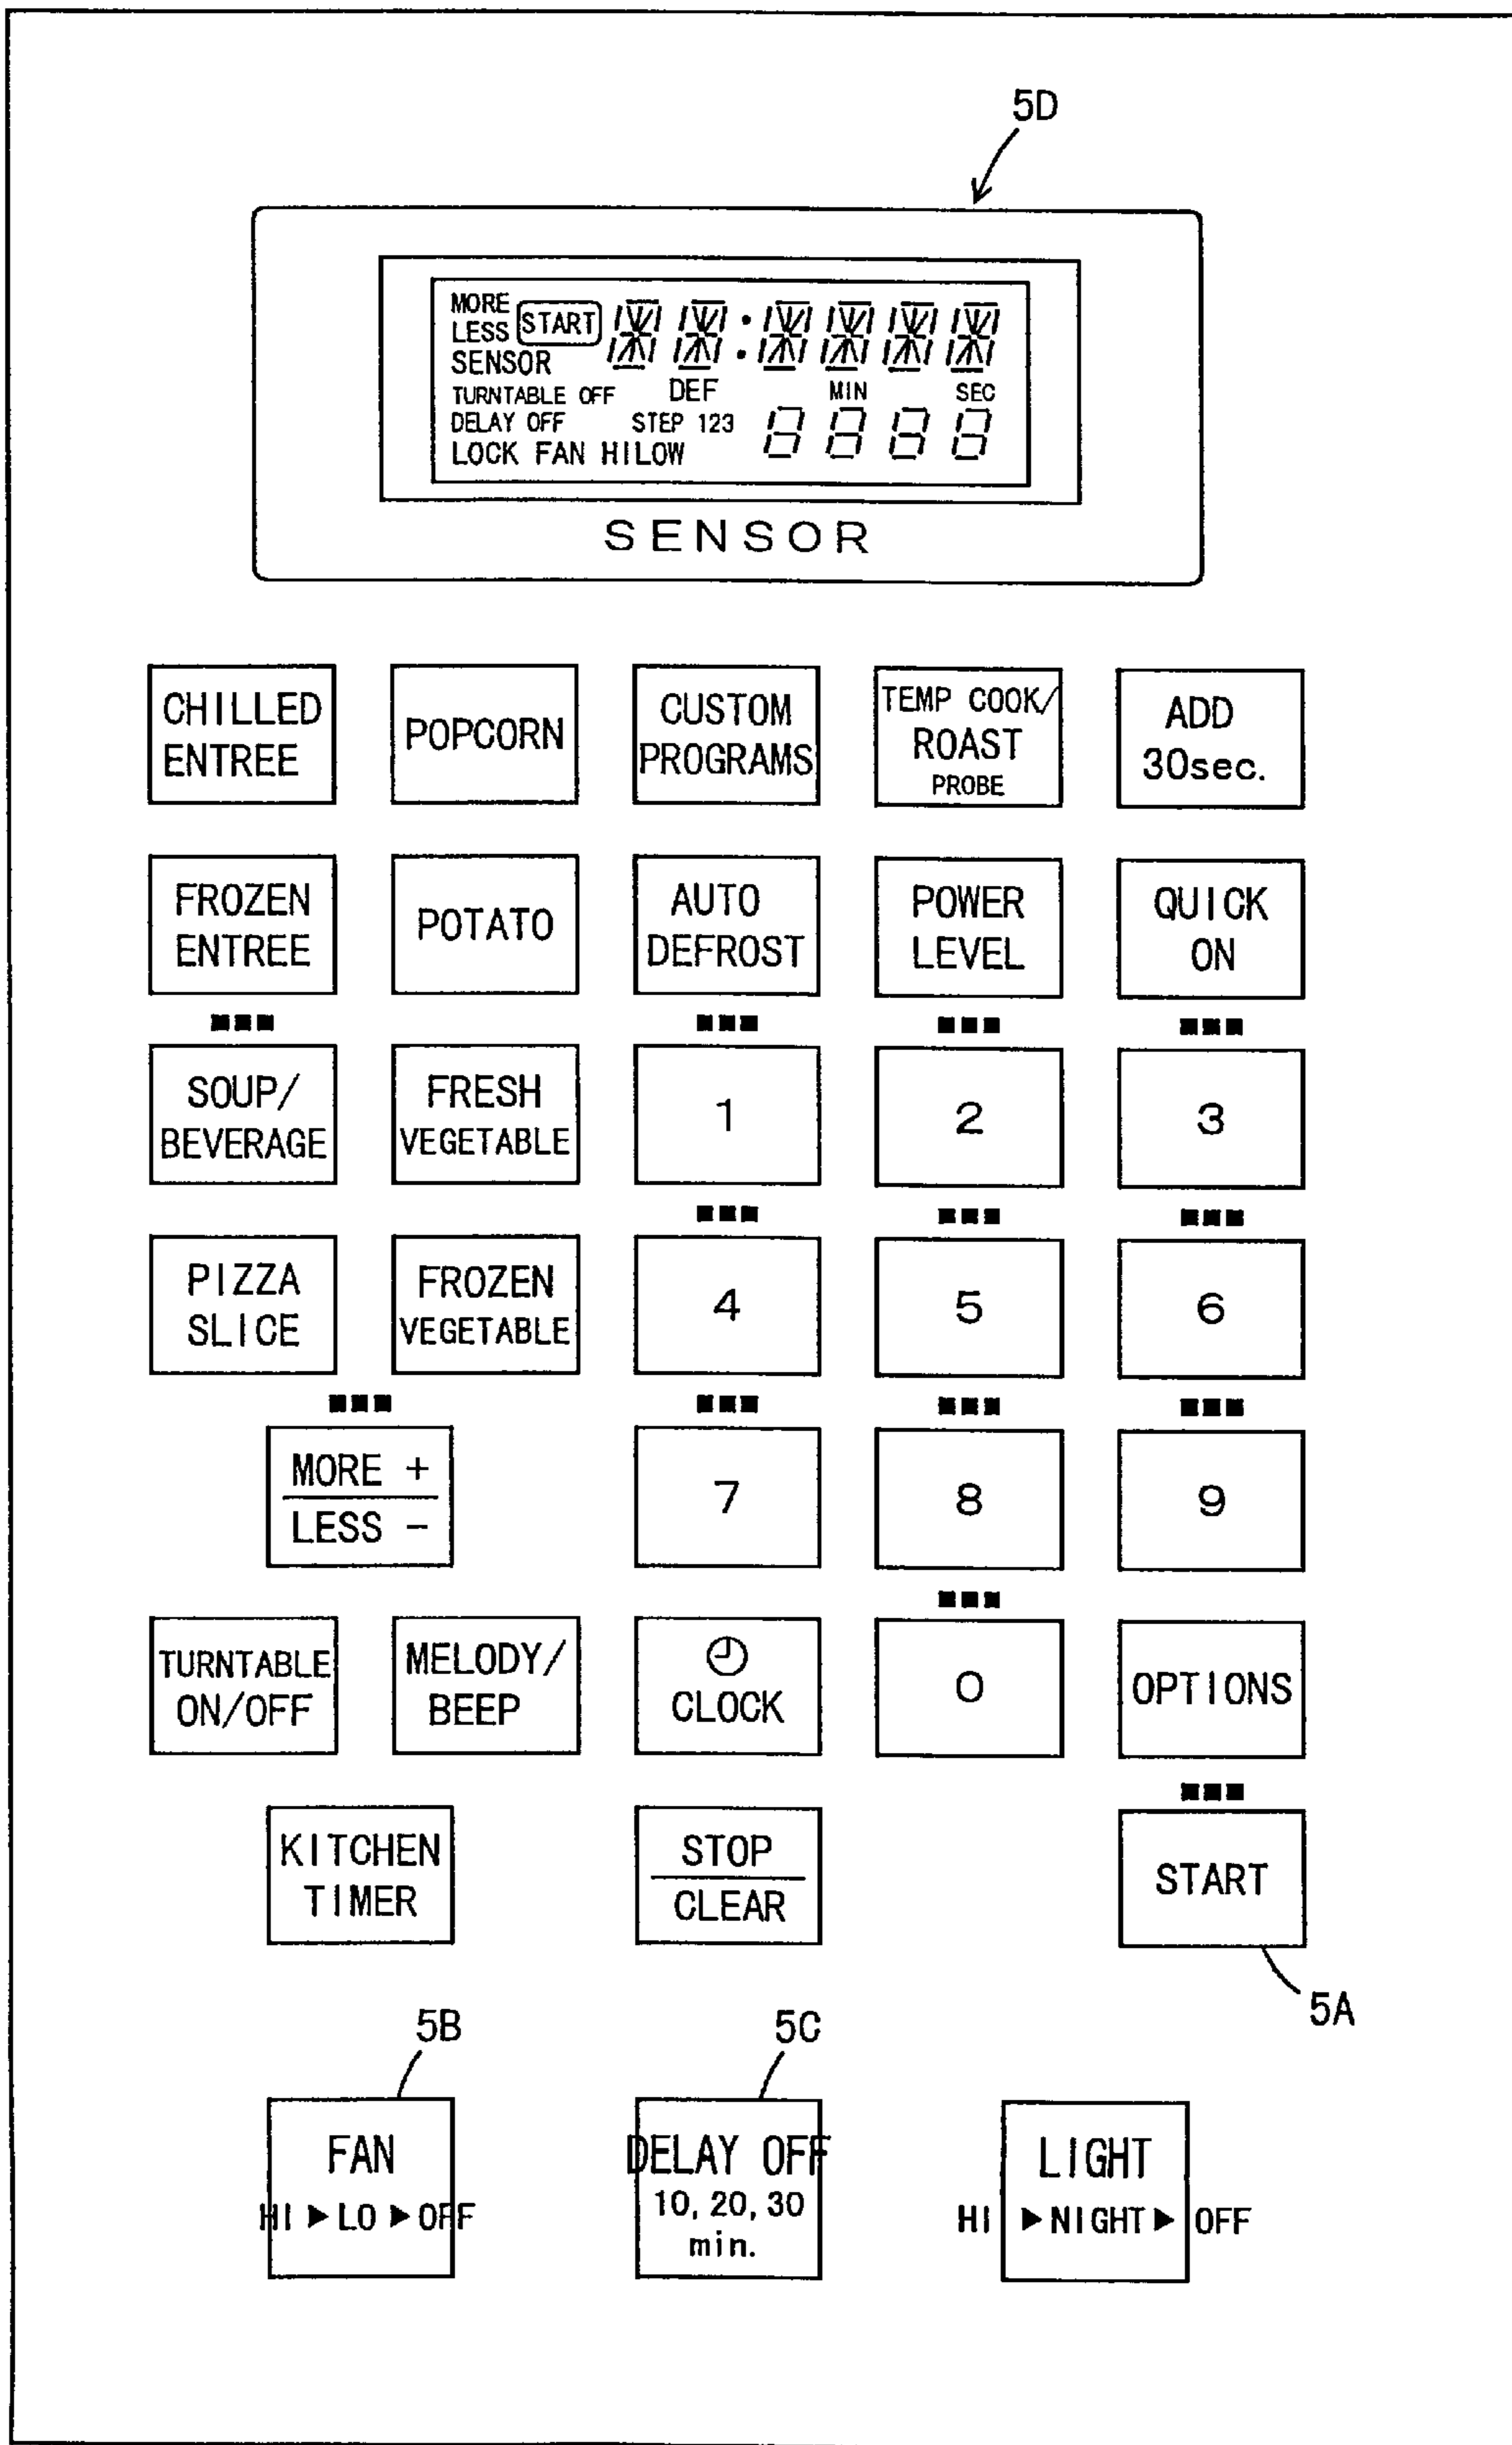 5D
MORE
LESS START
SENSOR
TURNTABLE OFF DEF MIN SEC
DELAY OFF STEP 123
LOCK FAN HILOW
SENSOR
CHILLED ENTREE
POPCORN
CUSTOM PROGRAMS
TEMP COOK/ ROAST PROBE
ADD 30sec.
FROZEN ENTREE
POTATO
AUTO DEFROST
POWER LEVEL
QUICK ON
SOUP/ BEVERAGE
FRESH VEGETABLE
1
2
3
PIZZA SLICE
FROZEN VEGETABLE
4
5
6
MORE +
LESS -
7
8
9
TURNTABLE ON/OFF
MELODY/ BEEP
CLOCK
0
OPTIONS
KITCHEN TIMER
STOP
CLEAR
START
5A
5B
5C
FAN
HI ▶ LO ▶ OFF
DELAY OFF
10, 20, 30
min.
LIGHT
HI ▶ NIGHT ▶ OFF